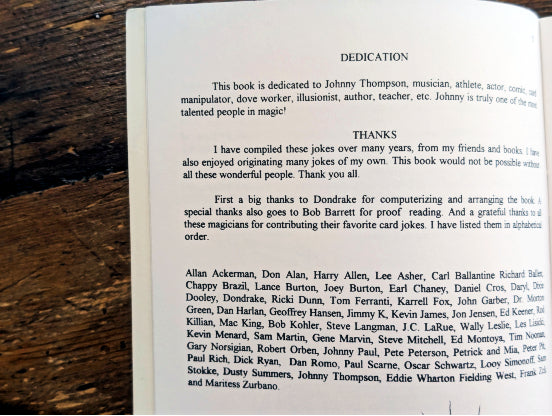 DEDICATION
This book is dedicated to Johnny Thompson, musician, athlete, actor, comic, card
manipulator, dove worker, illusionist, author, teacher, etc. Johnny is truly one of the most
talented people in magic!
THANKS
I have compiled these jokes over many years, from my friends and books. I have
also enjoyed originating many jokes of my own. This book would not be possible without
all these wonderful people. Thank you all.
First a big thanks to Dondrake for computerizing and arranging the book. A
special thanks also goes to Bob Barrett for proof reading. And a grateful thanks to all
these magicians for contributing their favorite card jokes. I have listed them in alphabetical
order.
Allan Ackerman, Don Alan, Harry Allen, Lee Asher, Carl Ballantine Richard
Chappy Brazil, Lance Burton, Joey Burton, Earl Chaney, Daniel Cros, Daryl,
Dooley, Dondrake, Ricki Dunn, Tom Ferranti, Karrell Fox, John Garber, Dr. Morton
Green, Dan Harlan, Geoffrey Hansen, Jimmy K, Kevin James, Jon Jensen, Ed Keener,
Killian, Mac King, Bob Kohler, Steve Langman, J.C. LaRue, Wally Leslie, Les
Kevin Menard, Sam Martin, Gene Marvin, Steve Mitchell, Ed Montoya, Tim
Gary Norsigian, Robert Orben, Johnny Paul, Pete Peterson, Petrick and Mia, Peter
Paul Rich, Dick Ryan, Dan Romo, Paul Scarne, Oscar Schwartz, Looy Simonoff,
Stokke, Dusty Summers, Johnny Thompson, Eddie Wharton Fielding West, Frank
and Maritess Zurbano.